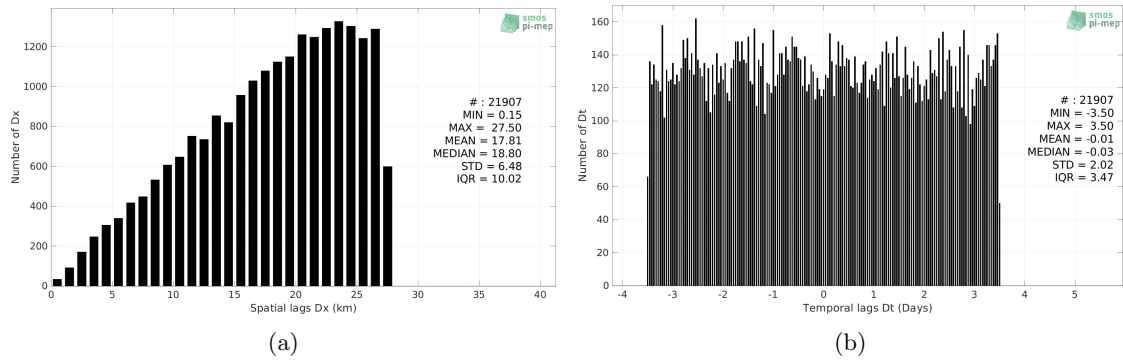 smos
pi-mep
Number of Dx
1200
1000
800
600
400
200
0
# : 21907
MIN = 0.15
MAX = 27.50
MEAN = 17.81
MEDIAN = 18.80
STD = 6.48
IQR = 10.02
0 5 10 15 20 25 30 35 40
Spatial lags Dx (km)
(a)
smos
pi-mep
Number of Dt
160
140
120
100
80
60
40
20
0
# : 21907
MIN = -3.50
MAX = 3.50
MEAN = -0.01
MEDIAN = -0.03
STD = 2.02
IQR = 3.47
-4 -3 -2 -1 0 1 2 3 4 5
Temporal lags Dt (Days)
(b)